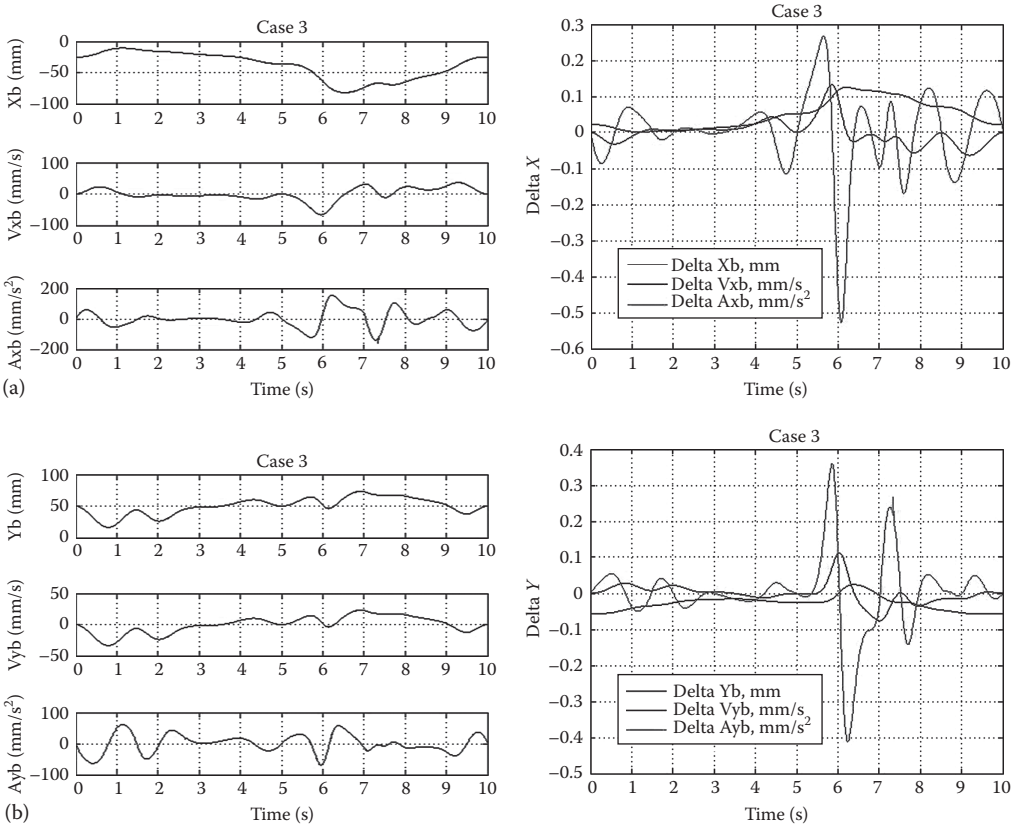 Case 3
Xb (mm)
0
−50
−100
0 1 2 3 4 5 6 7 8 9 10
Vxb (mm/s)
100
0
−100
0 1 2 3 4 5 6 7 8 9 10
Axb (mm/s²)
200
0
−200
0 1 2 3 4 5 6 7 8 9 10
Time (s)
(a)
Case 3
Delta X
0.3
0.2
0.1
0
−0.1
−0.2
−0.3
−0.4
−0.5
−0.6
Delta Xb, mm
Delta Vxb, mm/s
Delta Axb, mm/s²
0 1 2 3 4 5 6 7 8 9 10
Time (s)
Case 3
Yb (mm)
100
50
0
0 1 2 3 4 5 6 7 8 9 10
Vyb (mm/s)
50
0
−50
0 1 2 3 4 5 6 7 8 9 10
Ayb (mm/s²)
100
0
−100
0 1 2 3 4 5 6 7 8 9 10
Time (s)
(b)
Case 3
Delta Y
0.4
0.3
0.2
0.1
0
−0.1
−0.2
−0.3
−0.4
−0.5
Delta Yb, mm
Delta Vyb, mm/s
Delta Ayb, mm/s²
0 1 2 3 4 5 6 7 8 9 10
Time (s)